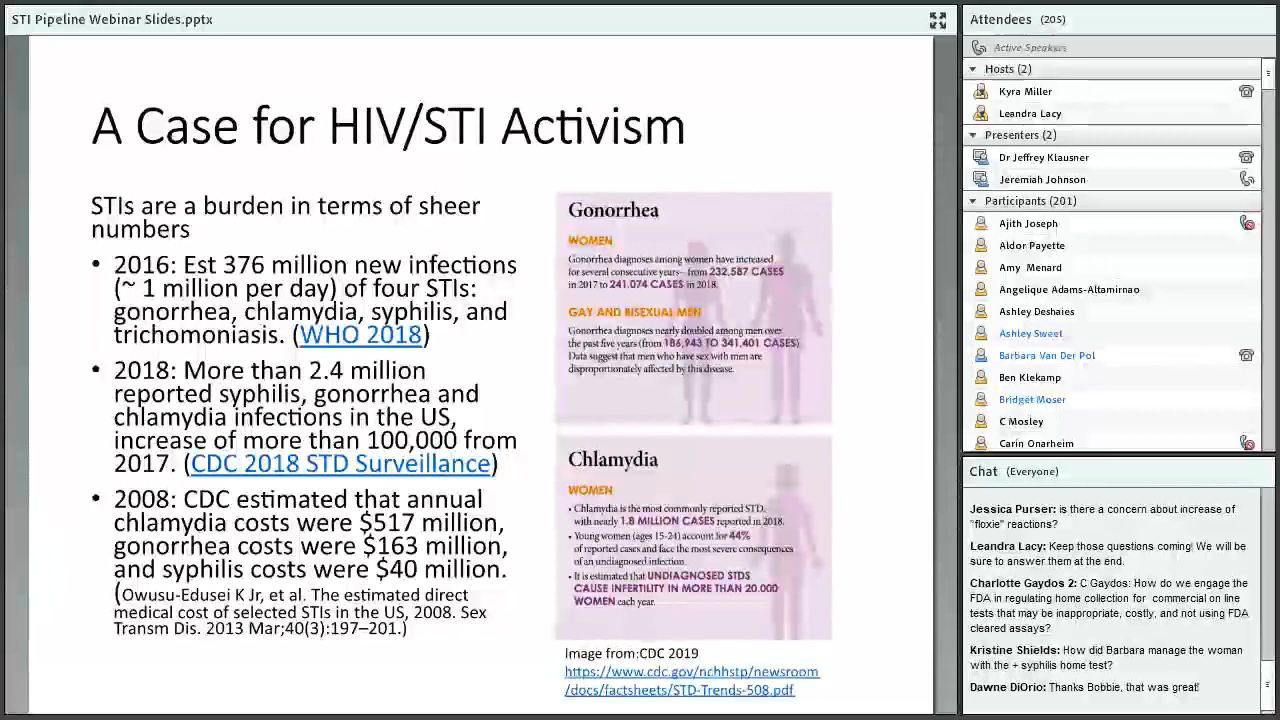 STI Pipeline Webinar Slides.pptx
A Case for HIV/STI Activism
STIs are a burden in terms of sheer
numbers
• 2016: Est 376 million new infections
(~ 1 million per day) of four STIs:
gonorrhea, chlamydia, syphilis, and
trichomoniasis. (WHO 2018)
• 2018: More than 2.4 million
reported syphilis, gonorrhea and
chlamydia infections in the US,
increase of more than 100,000 from
2017. (CDC 2018 STD Surveillance)
• 2008: CDC estimated that annual
chlamydia costs were $517 million,
gonorrhea costs were $163 million,
and syphilis costs were $40 million.
(Owusu-Edusei K Jr, et al. The estimated direct
medical cost of selected STIs in the US, 2008. Sex
Transm Dis. 2013 Mar;40(3):197–201.)
Gonorrhea
WOMEN
Gonorrhea diagnoses among women have increased
for several consecutive years– from 232,587 CASES
in 2017 to 241,074 CASES in 2018.
GAY AND BISEXUAL MEN
Gonorrhea diagnoses nearly doubled among men over
the past five years (from 186,943 TO 341,401 CASES)
Data suggest that men who have sex with men are
disproportionately affected by this disease.
Chlamydia
WOMEN
• Chlamydia is the most commonly reported STD,
with nearly 1.8 MILLION CASES reported in 2018.
• Young women (ages 15-24) account for 44%
of reported cases and face the most severe consequences
of an undiagnosed infection.
• It is estimated that UNDIAGNOSED STDS
CAUSE INFERTILITY IN MORE THAN 20,000
WOMEN each year.
Image from:CDC 2019
https://www.cdc.gov/nchhstp/newsroom
/docs/factsheets/STD-Trends-508.pdf
Attendees (205)
Active Speakers
Hosts (2)
Kyra Miller
Leandra Lacy
Presenters (2)
Dr Jeffrey Klausner
Jeremiah Johnson
Participants (201)
Ajith Joseph
Aldor Payette
Amy Menard
Angelique Adams-Altamirnao
Ashley Deshaies
Ashley Sweet
Barbara Van Der Pol
Ben Klekamp
Bridget Moser
C Mosley
Carin Onarheim
Chat (Everyone)
Jessica Purser: is there a concern about increase of
"floxie" reactions?
Leandra Lacy: Keep those questions coming! We will be
sure to answer them at the end.
Charlotte Gaydos 2: C Gaydos: How do we engage the
FDA in regulating home collection for commercial on line
tests that may be inappropriate, costly, and not using FDA
cleared assays?
Kristine Shields: How did Barbara manage the woman
with the + syphilis home test?
Dawne DiOrio: Thanks Bobbie, that was great!